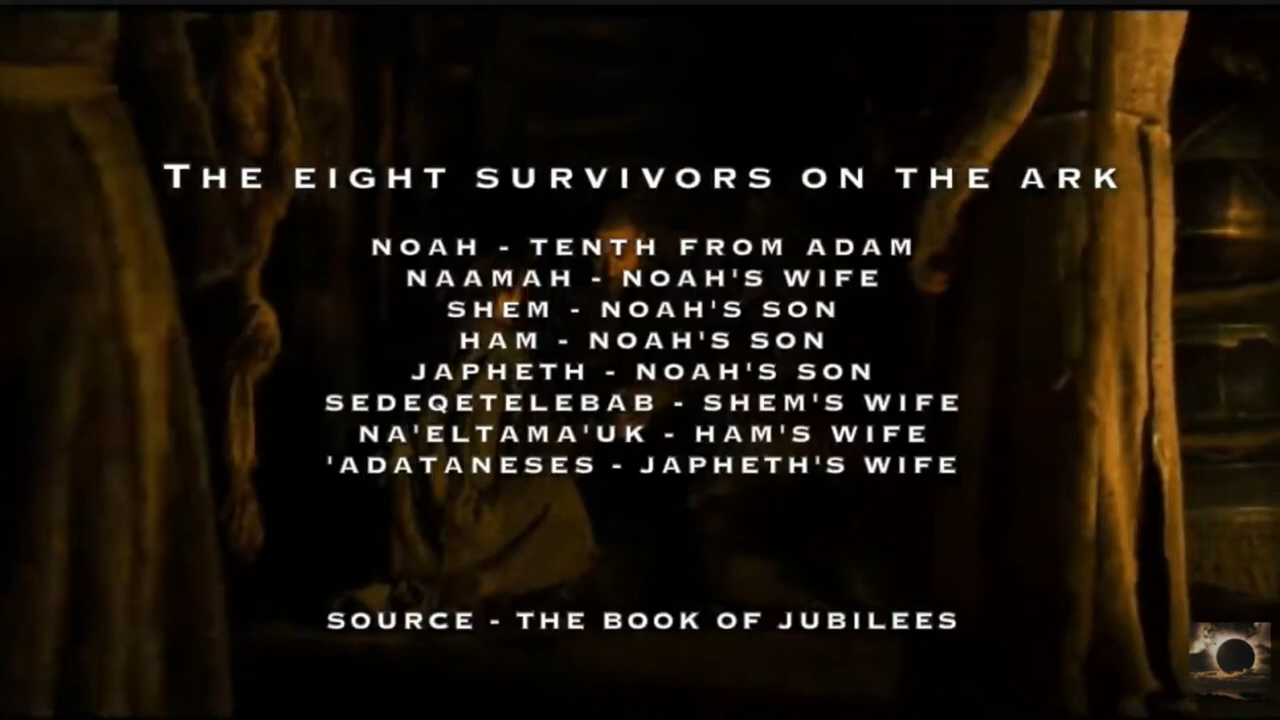 THE EIGHT SURVIVORS ON THE ARK
NOAH - TENTH FROM ADAM
NAAMAH - NOAH'S WIFE
SHEM - NOAH'S SON
HAM - NOAH'S SON
JAPHETH - NOAH'S SON
SEDEQETELEBAB - SHEM'S WIFE
NA'ELTAMA'UK - HAM'S WIFE
'ADATANESES - JAPHETH'S WIFE
SOURCE - THE BOOK OF JUBILEES